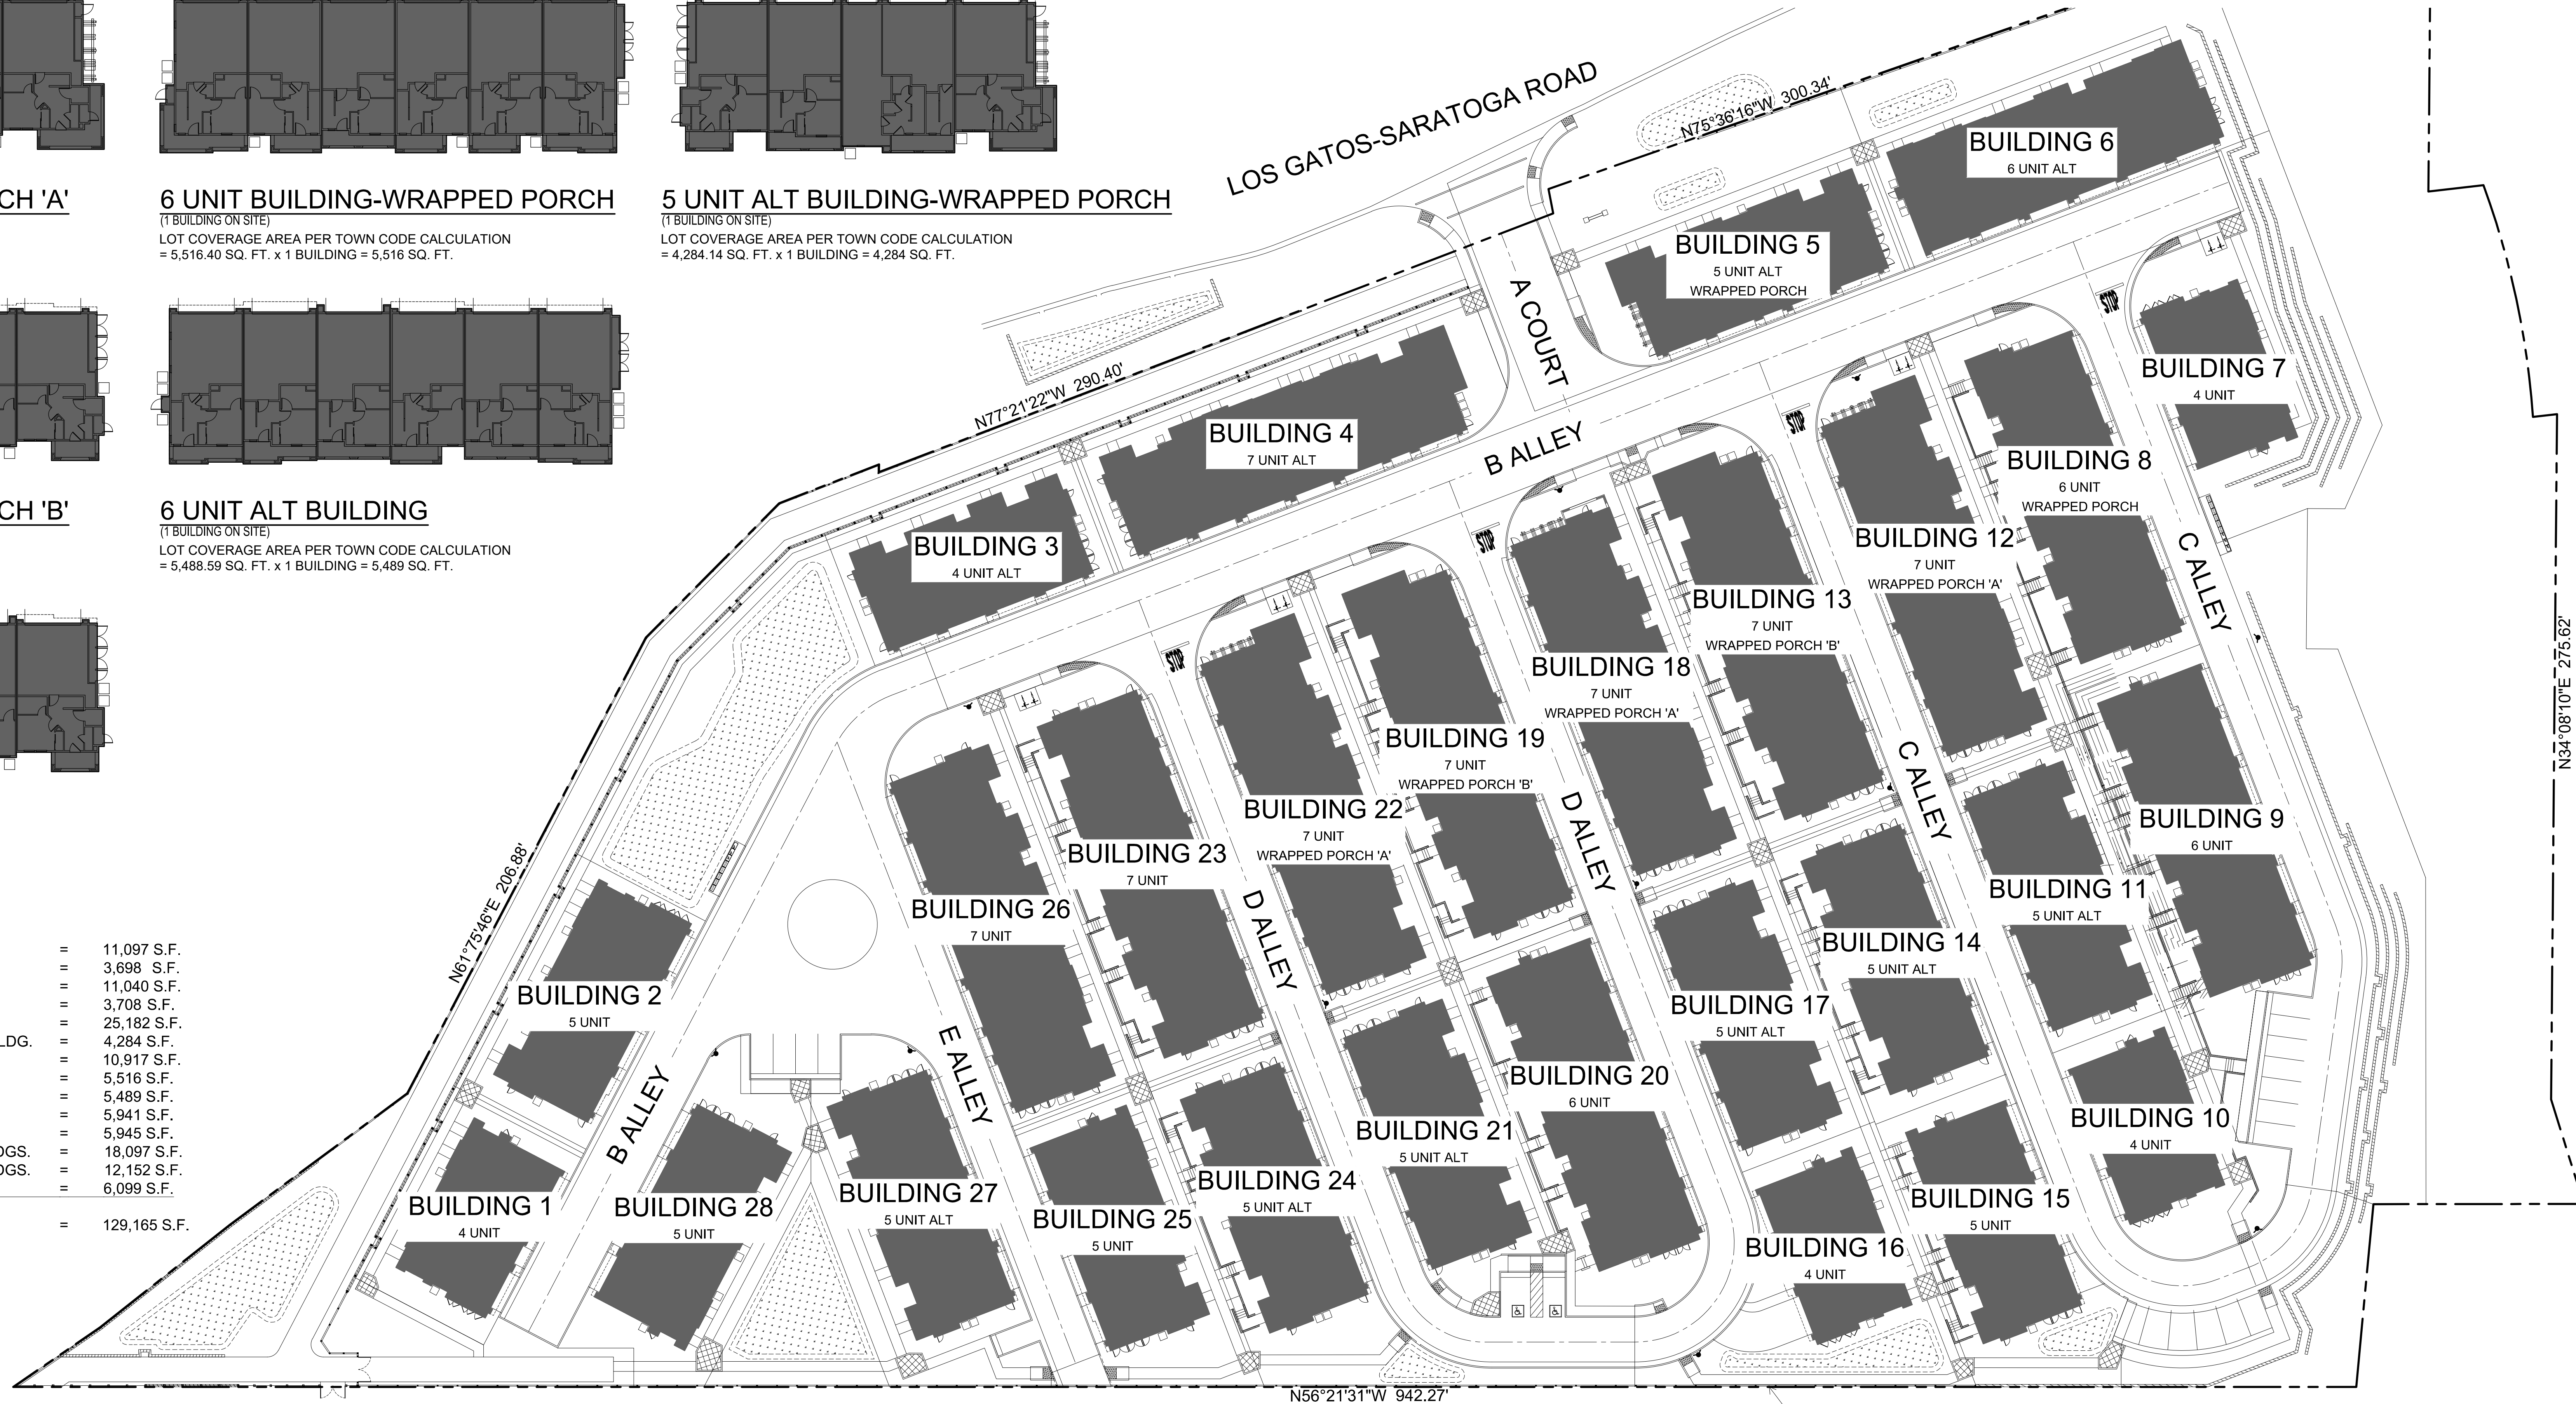 CH 'A'
6 UNIT BUILDING-WRAPPED PORCH
(1 BUILDING ON SITE)
LOT COVERAGE AREA PER TOWN CODE CALCULATION
= 5,516.40 SQ. FT. x 1 BUILDING = 5,516 SQ. FT.
5 UNIT ALT BUILDING-WRAPPED PORCH
(1 BUILDING ON SITE)
LOT COVERAGE AREA PER TOWN CODE CALCULATION
= 4,284.14 SQ. FT. x 1 BUILDING = 4,284 SQ. FT.
CH 'B'
6 UNIT ALT BUILDING
(1 BUILDING ON SITE)
LOT COVERAGE AREA PER TOWN CODE CALCULATION
= 5,488.59 SQ. FT. x 1 BUILDING = 5,489 SQ. FT.
= 11,097 S.F.
= 3,698 S.F.
= 11,040 S.F.
= 3,708 S.F.
= 25,182 S.F.
LDG. = 4,284 S.F.
= 10,917 S.F.
= 5,516 S.F.
= 5,489 S.F.
= 5,941 S.F.
= 5,945 S.F.
DGS. = 18,097 S.F.
DGS. = 12,152 S.F.
= 6,099 S.F.
= 129,165 S.F.
LOS GATOS-SARATOGA ROAD
N75°36'16"W 300.34'
N77°21'22"W 290.40'
N61°75'46"E 206.88'
N34°08'10"E 275.62'
N56°21'31"W 942.27'
A COURT
B ALLEY
STOP
STOP
STOP
STOP
BUILDING 6
6 UNIT ALT
BUILDING 5
5 UNIT ALT
WRAPPED PORCH
BUILDING 7
4 UNIT
BUILDING 4
7 UNIT ALT
BUILDING 8
6 UNIT
WRAPPED PORCH
BUILDING 3
4 UNIT ALT
BUILDING 12
7 UNIT
WRAPPED PORCH 'A'
C ALLEY
BUILDING 13
7 UNIT
WRAPPED PORCH 'B'
BUILDING 18
7 UNIT
WRAPPED PORCH 'A'
BUILDING 19
7 UNIT
WRAPPED PORCH 'B'
C ALLEY
BUILDING 22
7 UNIT
WRAPPED PORCH 'A'
D ALLEY
BUILDING 9
6 UNIT
BUILDING 23
7 UNIT
BUILDING 11
5 UNIT ALT
BUILDING 26
7 UNIT
D ALLEY
BUILDING 14
5 UNIT ALT
BUILDING 2
5 UNIT
BUILDING 17
5 UNIT ALT
E ALLEY
BUILDING 20
6 UNIT
B ALLEY
BUILDING 21
5 UNIT ALT
BUILDING 10
4 UNIT
BUILDING 24
5 UNIT ALT
BUILDING 27
5 UNIT ALT
BUILDING 1
4 UNIT
BUILDING 28
5 UNIT
BUILDING 25
5 UNIT
BUILDING 15
5 UNIT
BUILDING 16
4 UNIT